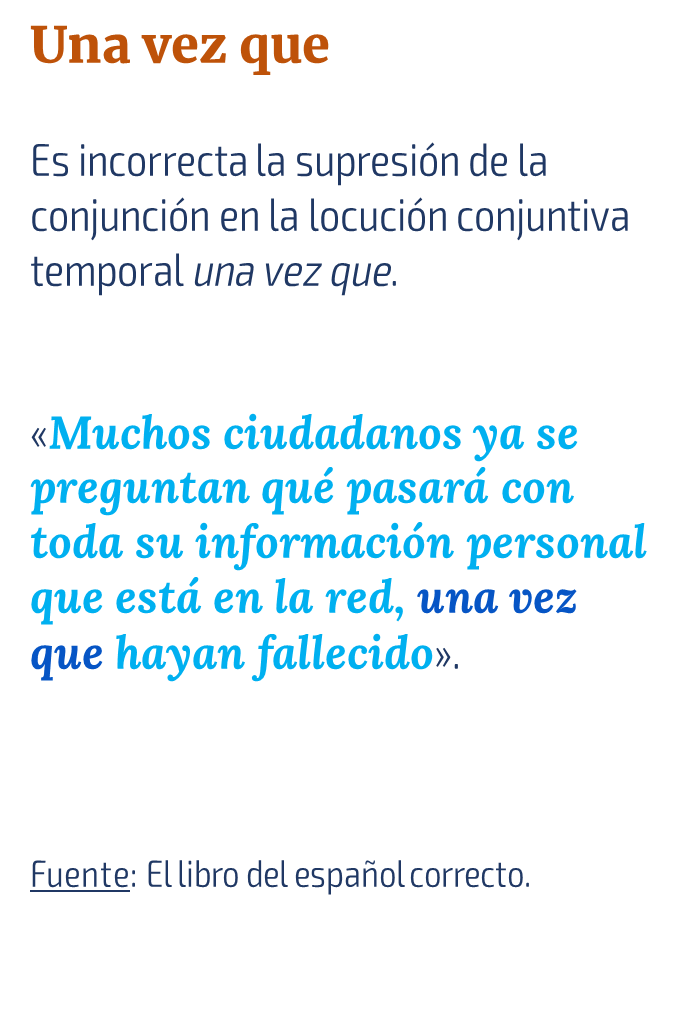 Una vez que
Es incorrecta la supresión de la
conjunción en la locución conjuntiva
temporal una vez que.
«Muchos ciudadanos ya se
preguntan qué pasará con
toda su información personal
que está en la red, una vez
que hayan fallecido».
Fuente: El libro del español correcto.